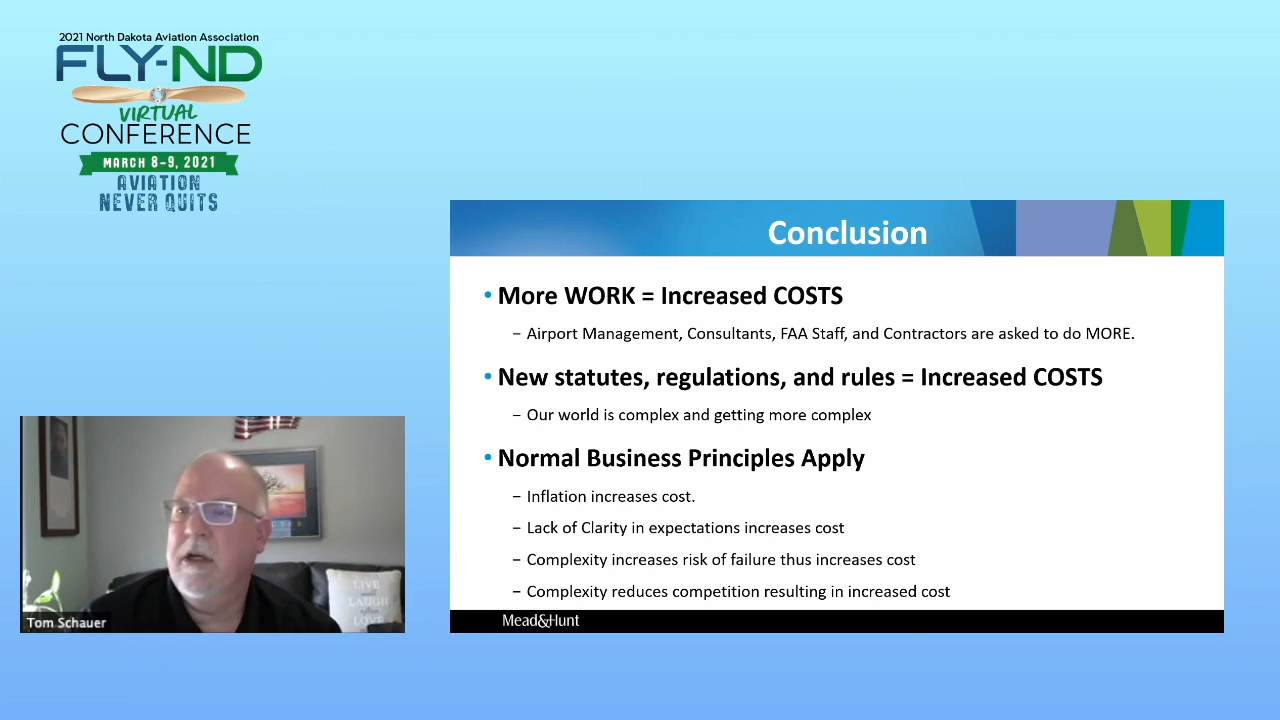 2021 North Dakota Aviation Association
FLY-ND
VIRTUAL
CONFERENCE
MARCH 8-9, 2021
AVIATION
NEVER QUITS
Conclusion
• More WORK = Increased COSTS
– Airport Management, Consultants, FAA Staff, and Contractors are asked to do MORE.
• New statutes, regulations, and rules = Increased COSTS
– Our world is complex and getting more complex
• Normal Business Principles Apply
– Inflation increases cost.
– Lack of Clarity in expectations increases cost
– Complexity increases risk of failure thus increases cost
– Complexity reduces competition resulting in increased cost
Mead&Hunt
LIVE
LAUGH
LOVE
Tom Schauer